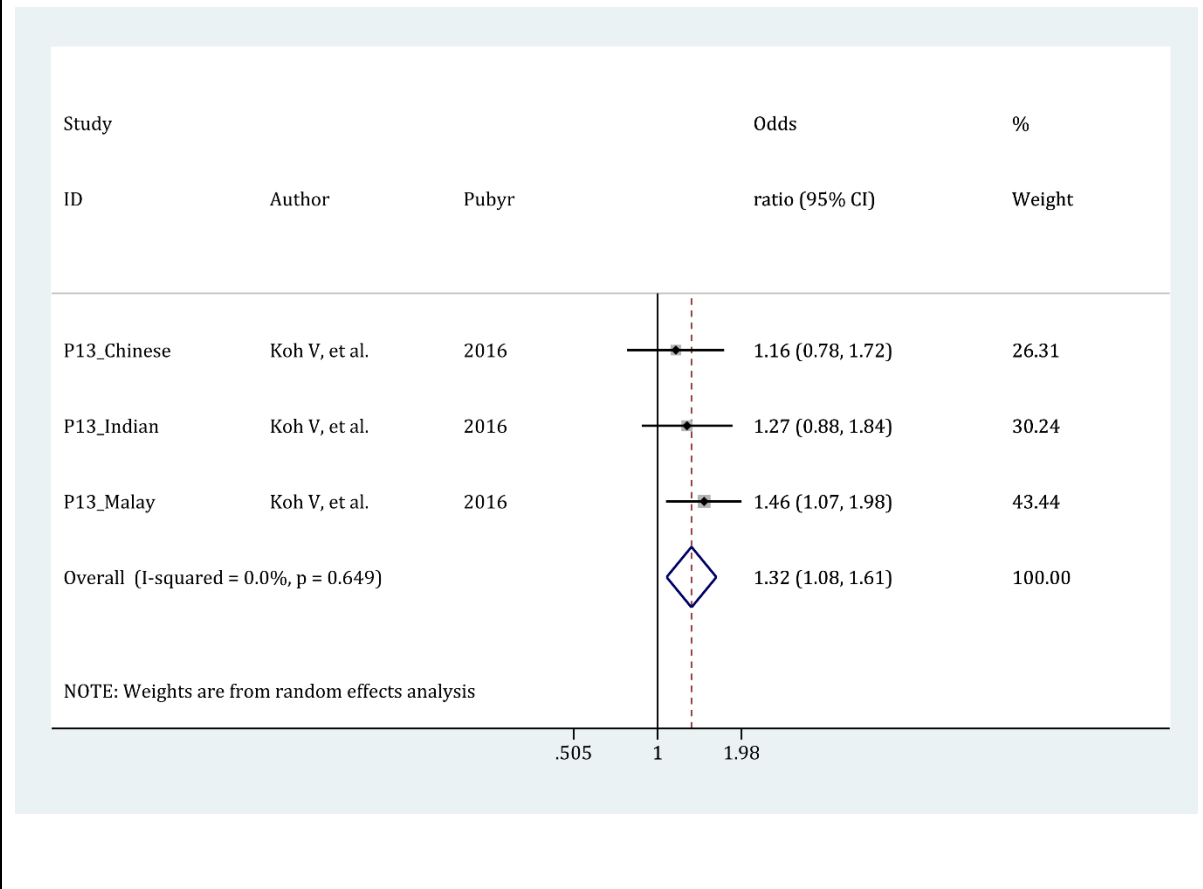 Study Odds %
ID Author Pubyr ratio (95% CI) Weight
P13_Chinese Koh V, et al. 2016 1.16 (0.78, 1.72) 26.31
P13_Indian Koh V, et al. 2016 1.27 (0.88, 1.84) 30.24
P13_Malay Koh V, et al. 2016 1.46 (1.07, 1.98) 43.44
Overall (I-squared = 0.0%, p = 0.649) 1.32 (1.08, 1.61) 100.00
NOTE: Weights are from random effects analysis
.505 1 1.98